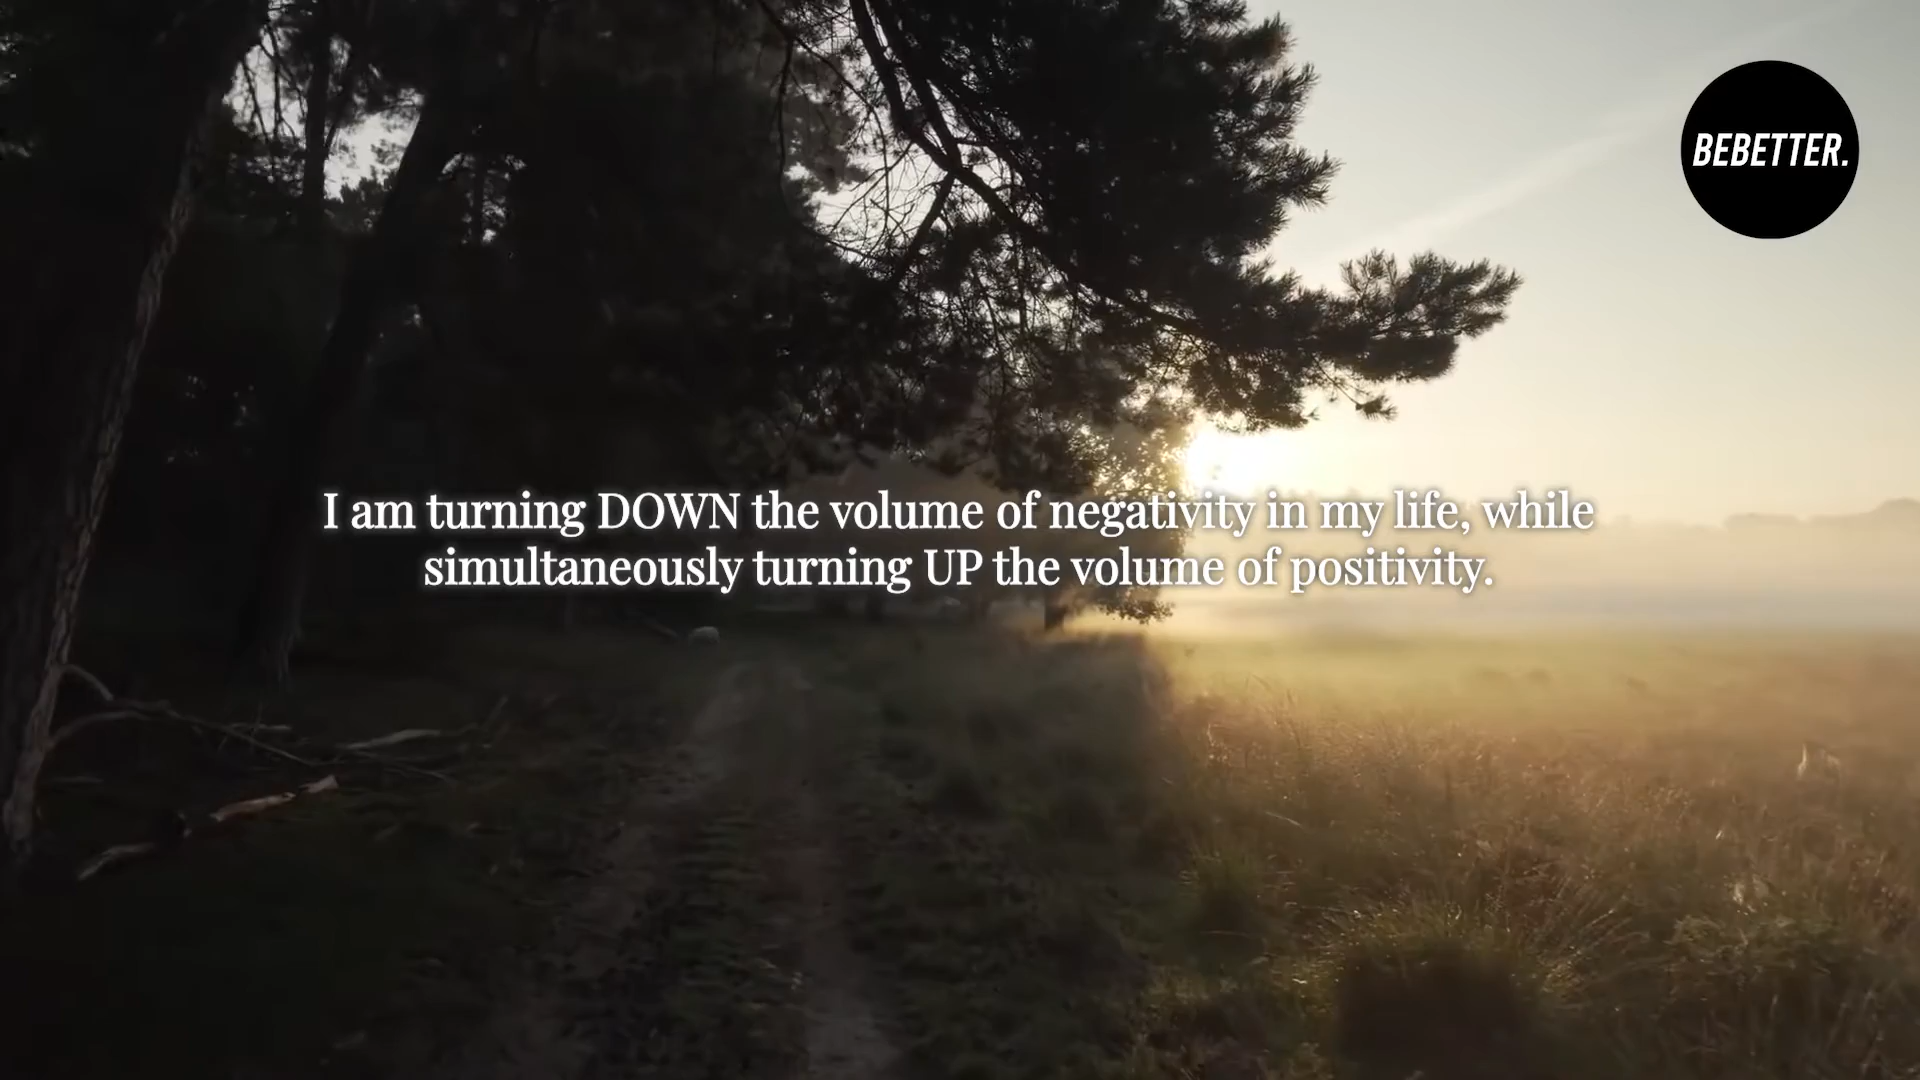 BEBETTER.
I am turning DOWN the volume of negativity in my life, while
simultaneously turning UP the volume of positivity.